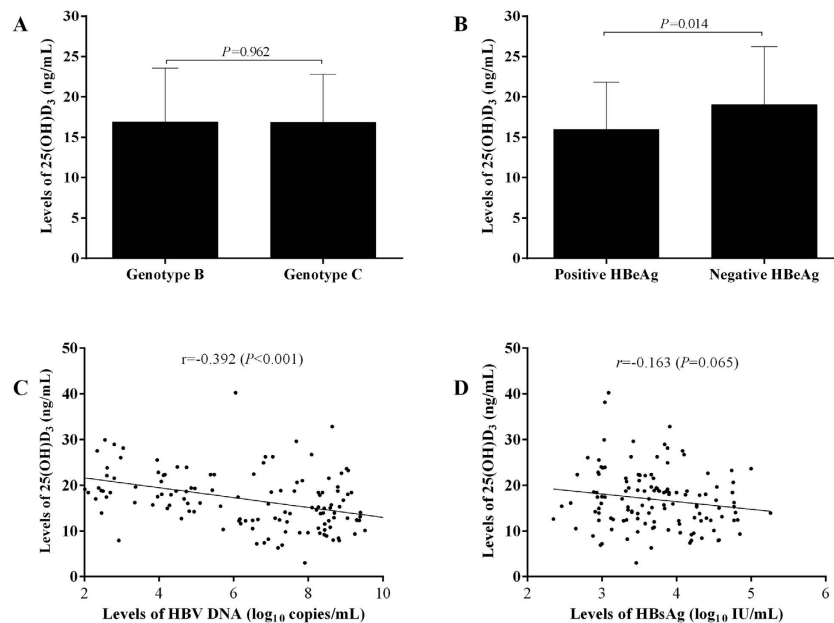 A
Levels of 25(OH)D3 (ng/mL)
30
25
20
15
10
5
0
P=0.962
Genotype B
Genotype C
B
Levels of 25(OH)D3 (ng/mL)
30
25
20
15
10
5
0
P=0.014
Positive HBeAg
Negative HBeAg
C
Levels of 25(OH)D3 (ng/mL)
50
40
30
20
10
0
r=-0.392 (P<0.001)
2 4 6 8 10
Levels of HBV DNA (log10 copies/mL)
D
Levels of 25(OH)D3 (ng/mL)
50
40
30
20
10
0
r=-0.163 (P=0.065)
2 3 4 5 6
Levels of HBsAg (log10 IU/mL)